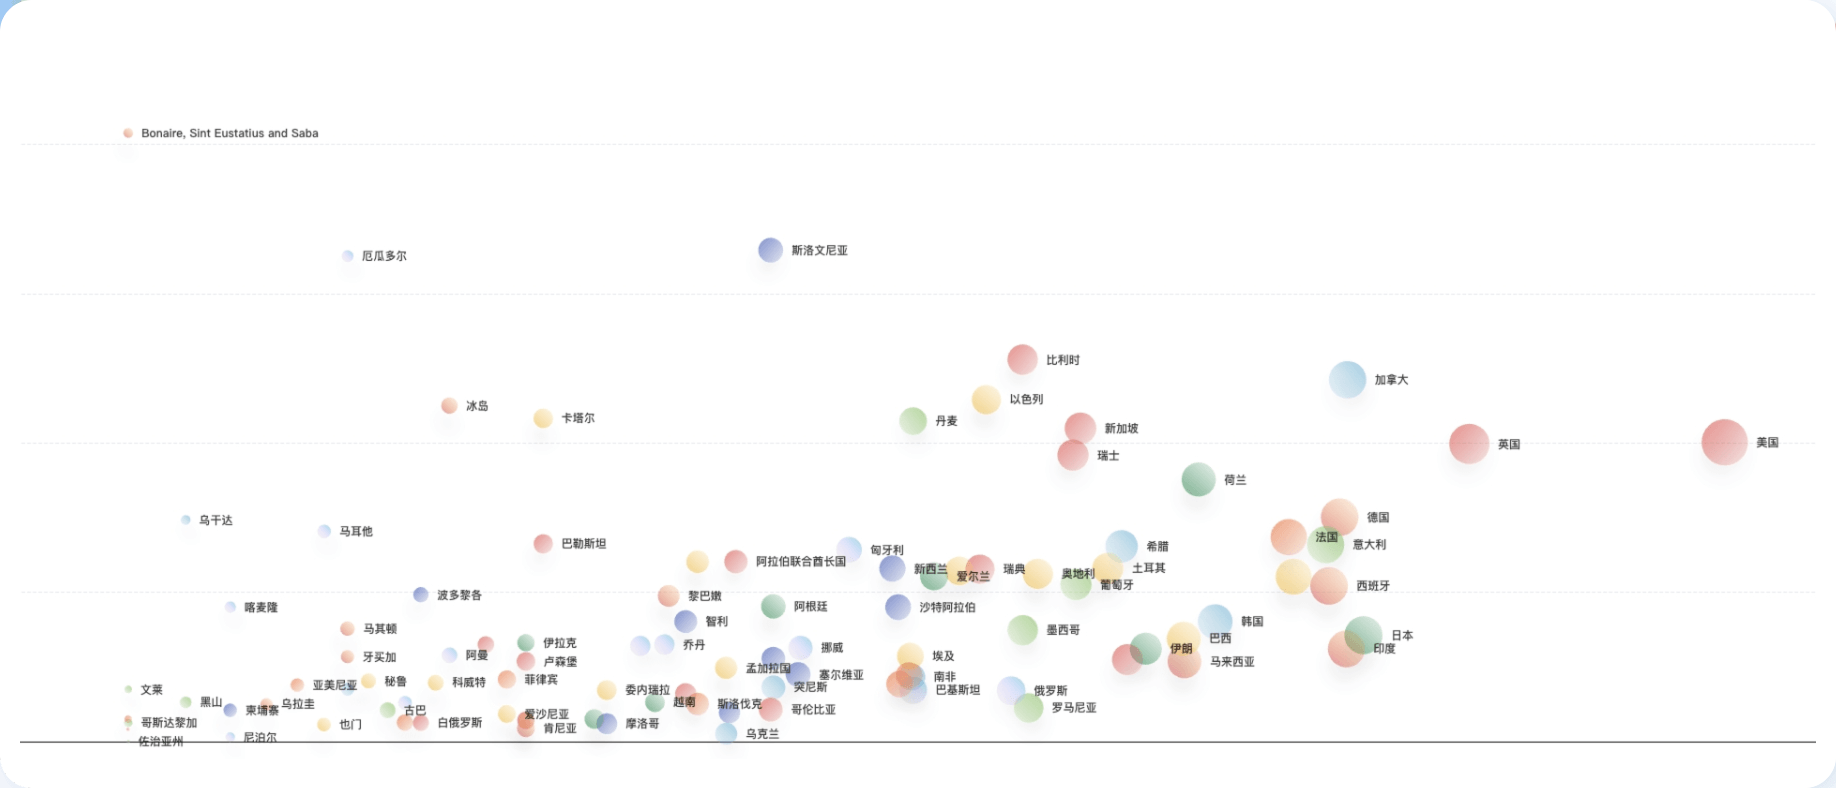 Bonaire, Sint Eustatius and Saba
厄瓜多尔
斯洛文尼亚
比利时
加拿大
以色列
冰岛
卡塔尔
丹麦
新加坡
英国
美国
瑞士
荷兰
乌干达
德国
马耳他
法国
巴勒斯坦
意大利
希腊
匈牙利
阿拉伯联合酋长国
新西兰
瑞典
土耳其
爱尔兰
奥地利
葡萄牙
西班牙
波多黎各
黎巴嫩
喀麦隆
阿根廷
沙特阿拉伯
智利
韩国
马其顿
墨西哥
日本
巴西
伊拉克
乔丹
挪威
伊朗
印度
阿曼
牙买加
埃及
卢森堡
马来西亚
孟加拉国
塞尔维亚
南非
菲律宾
秘鲁
科威特
亚美尼亚
突尼斯
文莱
委内瑞拉
巴基斯坦
俄罗斯
黑山
乌拉圭
越南
斯洛伐克
罗马尼亚
柬埔寨
古巴
哥伦比亚
爱沙尼亚
哥斯达黎加
也门
白俄罗斯
摩洛哥
肯尼亚
乌克兰
尼泊尔
佐治亚州